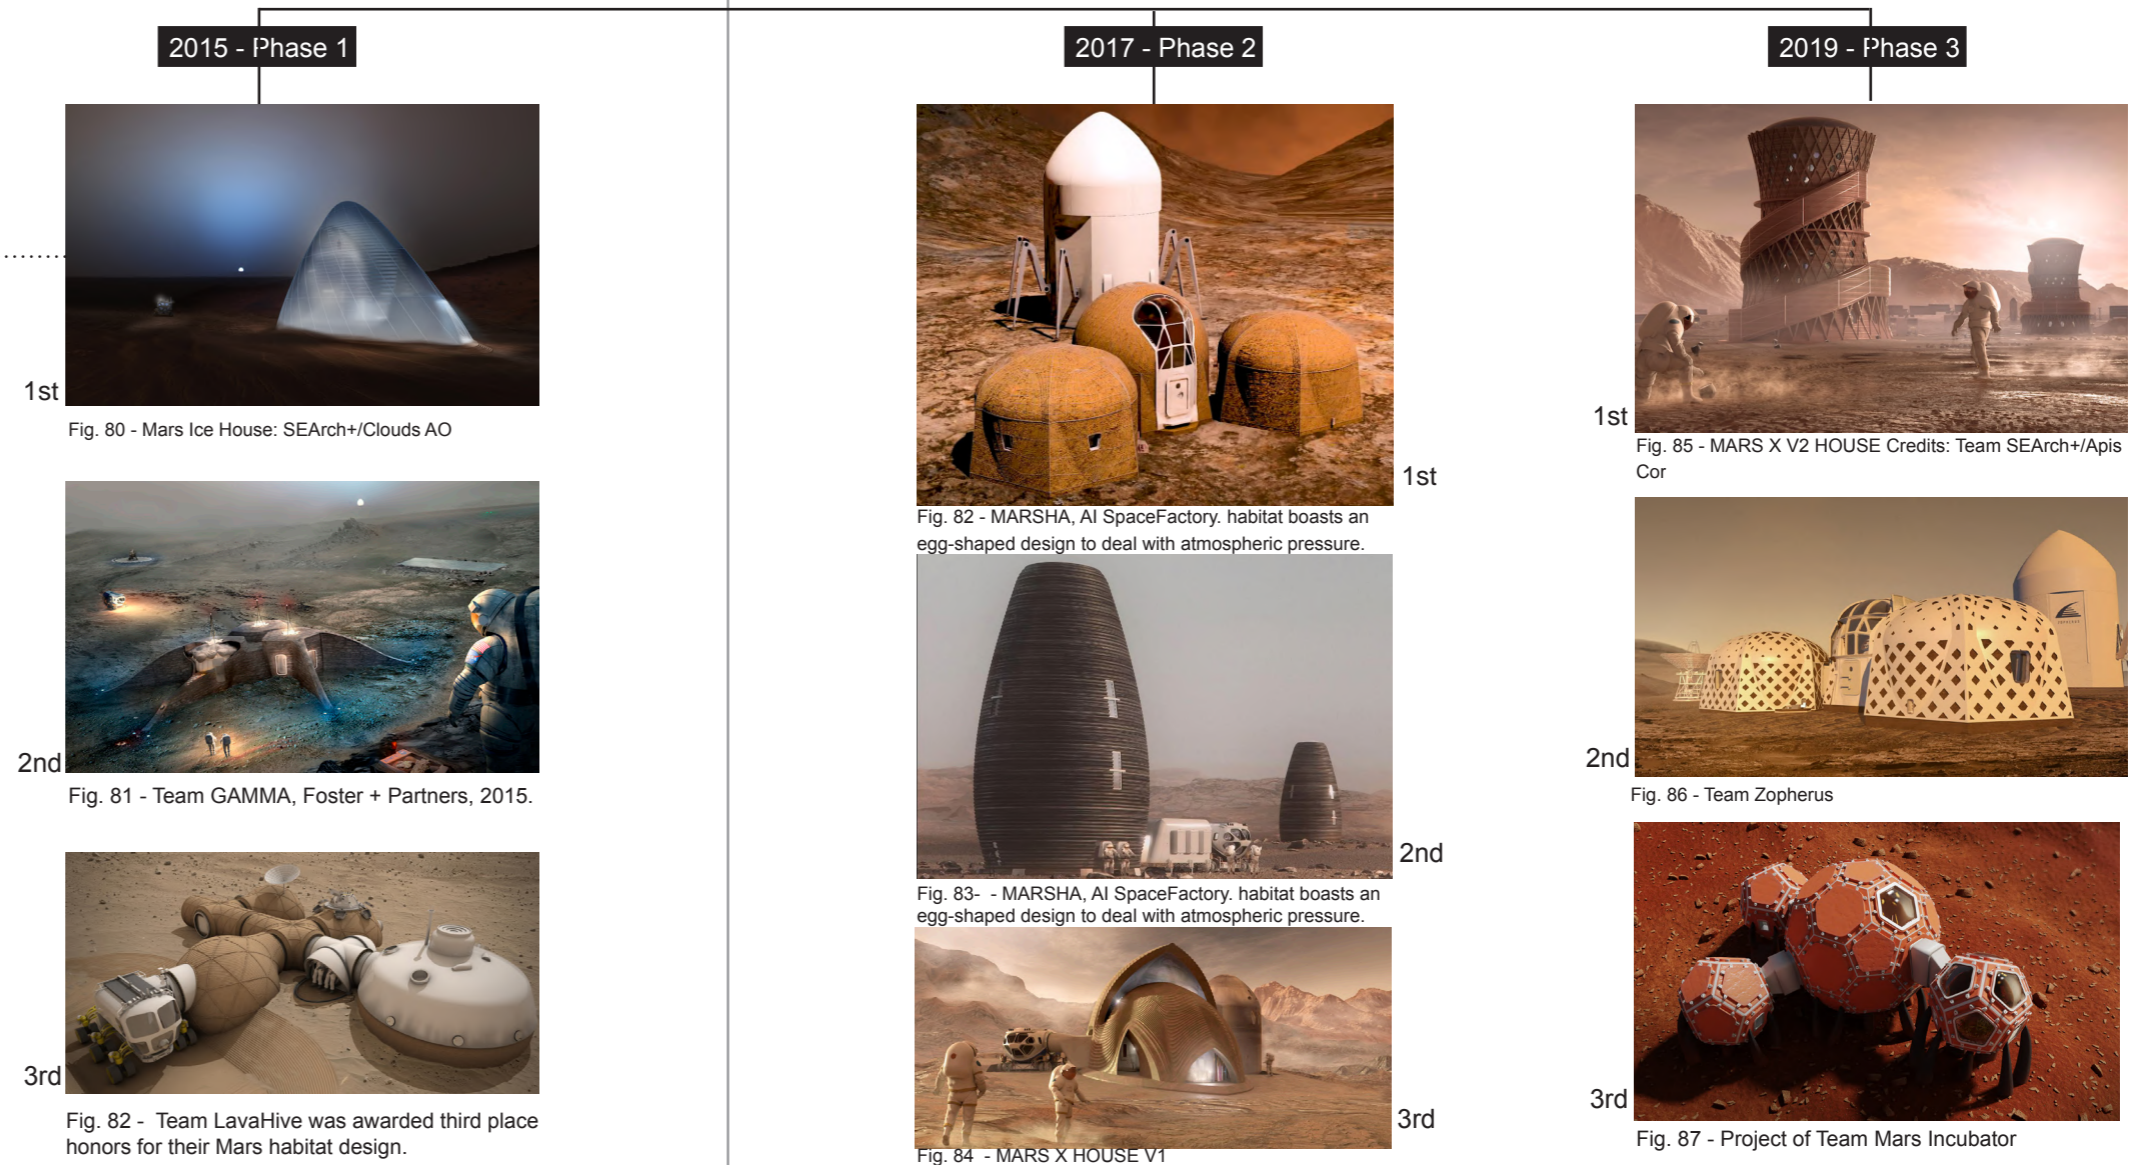 2015 - Phase 1
1st
Fig. 80 - Mars Ice House: SEArch+/Clouds AO
2nd
Fig. 81 - Team GAMMA, Foster + Partners, 2015.
3rd
Fig. 82 -  Team LavaHive was awarded third place
honors for their Mars habitat design.
2017 - Phase 2
1st
Fig. 82 - MARSHA, AI SpaceFactory. habitat boasts an
egg-shaped design to deal with atmospheric pressure.
2nd
Fig. 83-  - MARSHA, AI SpaceFactory. habitat boasts an
egg-shaped design to deal with atmospheric pressure.
3rd
Fig. 84  - MARS X HOUSE V1
2019 - Phase 3
1st
Fig. 85 - MARS X V2 HOUSE Credits: Team SEArch+/Apis
Cor
2nd
Fig. 86 - Team Zopherus
3rd
Fig. 87 - Project of Team Mars Incubator